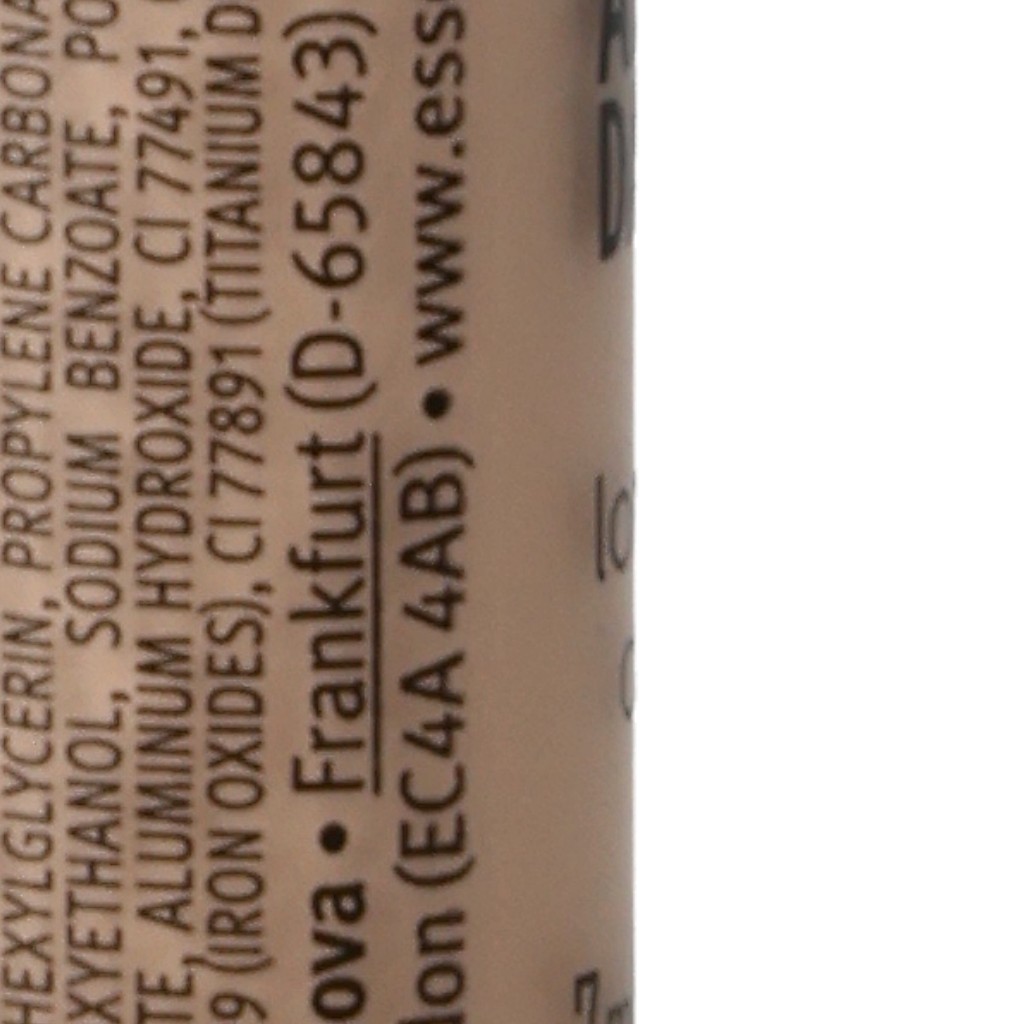 HEXYLGLYCERIN, PROPYLENE CARBONA
XYETHANOL, SODIUM BENZOATE, PO
TE, ALUMINUM HYDROXIDE, CI 77491,
9 (IRON OXIDES), CI 77891 (TITANIUM D
ova • Frankfurt (D-65843)
don (EC4A 4AB) • www.ess